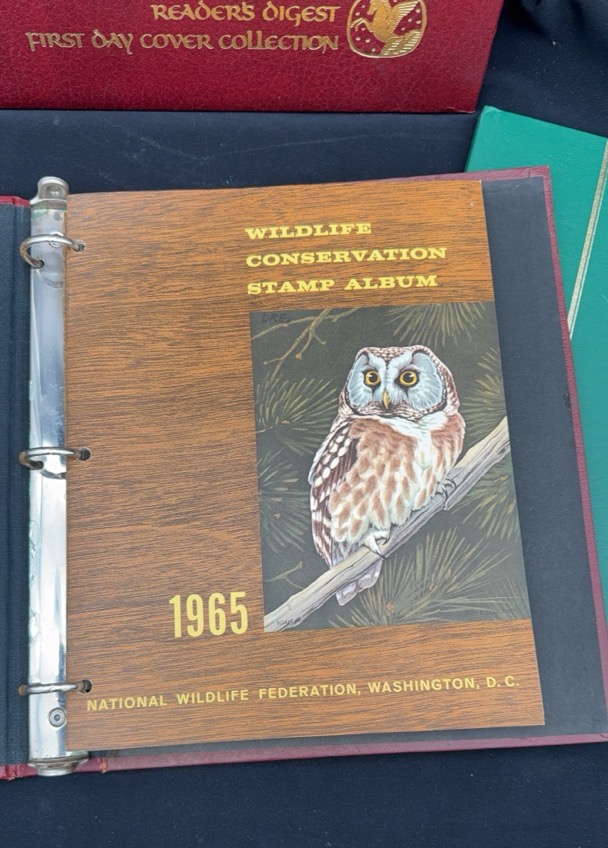 READER'S DIGEST
FIRST DAY COVER COLLECTION
WILDLIFE
CONSERVATION
STAMP ALBUM
1965
NATIONAL WILDLIFE FEDERATION, WASHINGTON, D. C.